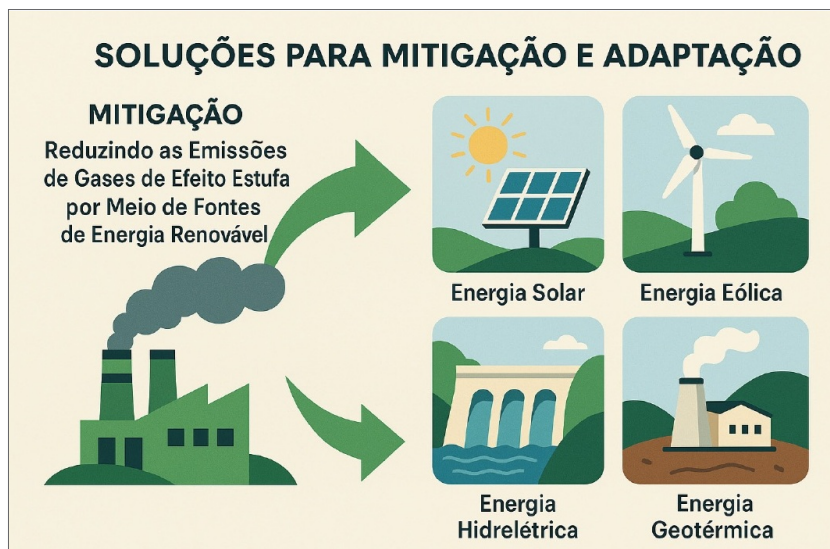 SOLUÇÕES PARA MITIGAÇÃO E ADAPTAÇÃO
MITIGAÇÃO
Reduzindo as Emissões
de Gases de Efeito Estufa
por Meio de Fontes
de Energia Renovável
Energia Solar
Energia Eólica
Energia
Hidrelétrica
Energia
Geotérmica